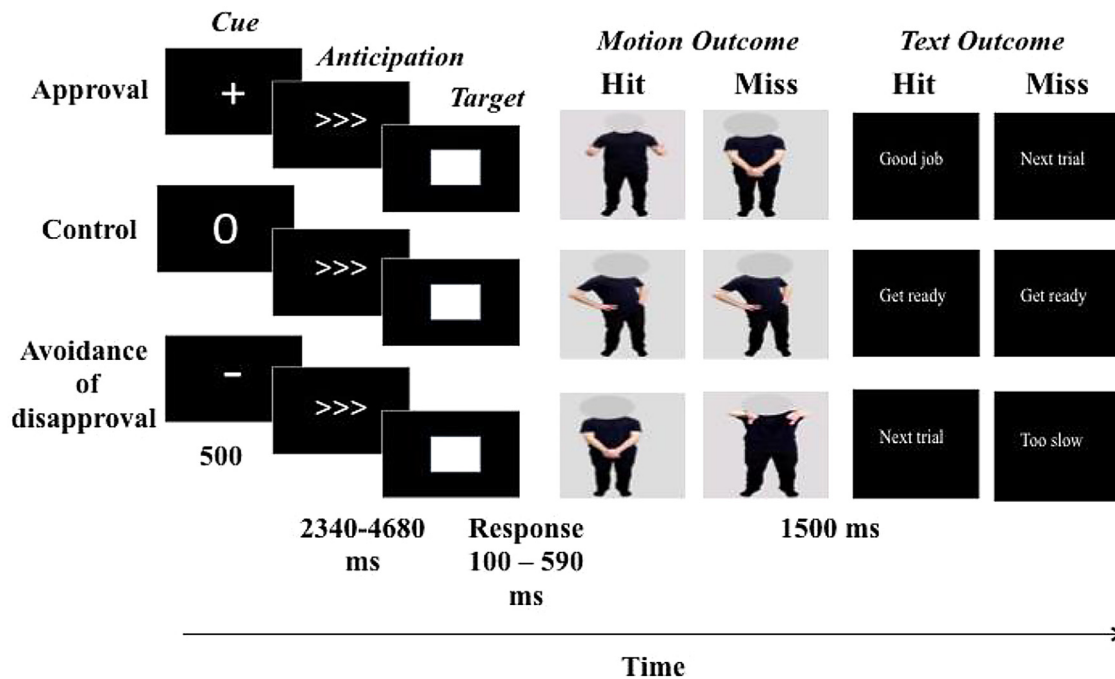 Cue
Anticipation
Target
Motion Outcome
Text Outcome
Hit
Miss
Hit
Miss
Approval
+
>>>
Good job
Next trial
Control
0
>>>
Get ready
Get ready
Avoidance
of
disapproval
-
>>>
Next trial
Too slow
500
2340-4680
ms
Response
100 – 590
ms
1500 ms
Time